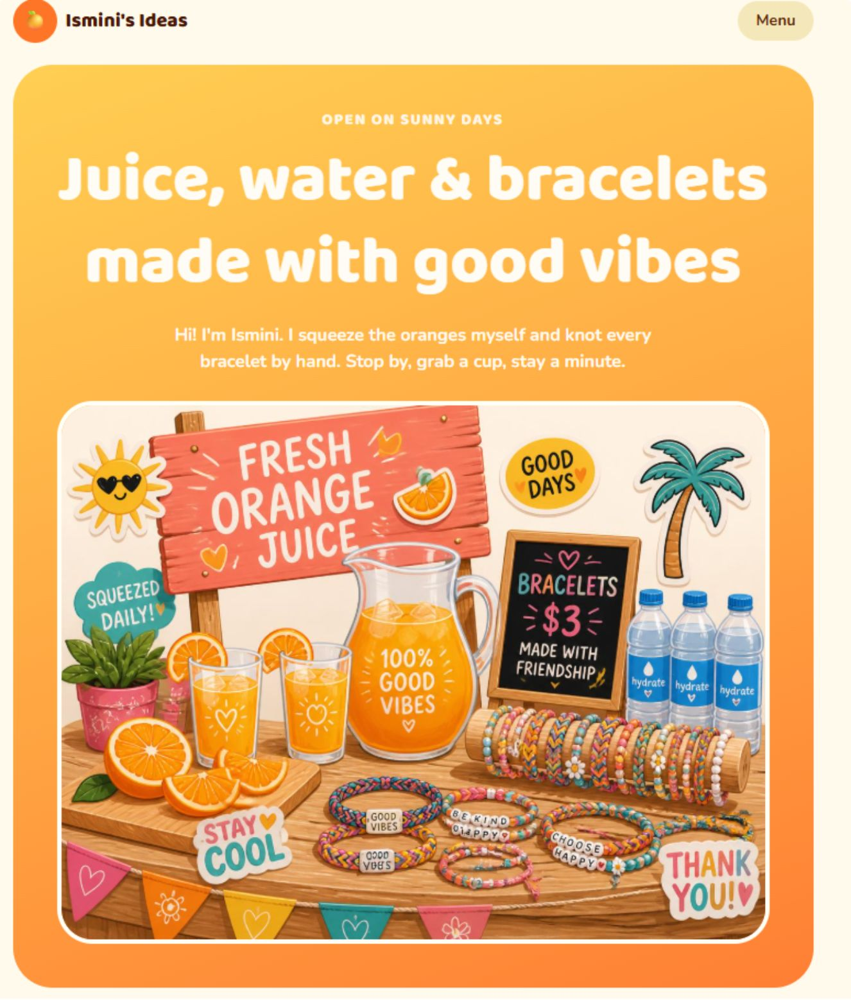 Ismini's Ideas
Menu
OPEN ON SUNNY DAYS
Juice, water & bracelets
made with good vibes
Hi! I'm Ismini. I squeeze the oranges myself and knot every
bracelet by hand. Stop by, grab a cup, stay a minute.
FRESH
ORANGE
JUICE
GOOD
DAYS
SQUEEZED
DAILY!
BRACELETS
$3
MADE WITH
FRIENDSHIP
100%
GOOD
VIBES
hydrate
hydrate
hydrate
GOOD
VIBES
BE KIND
CHOOSE
HAPPY
STAY
COOL
THANK
YOU!